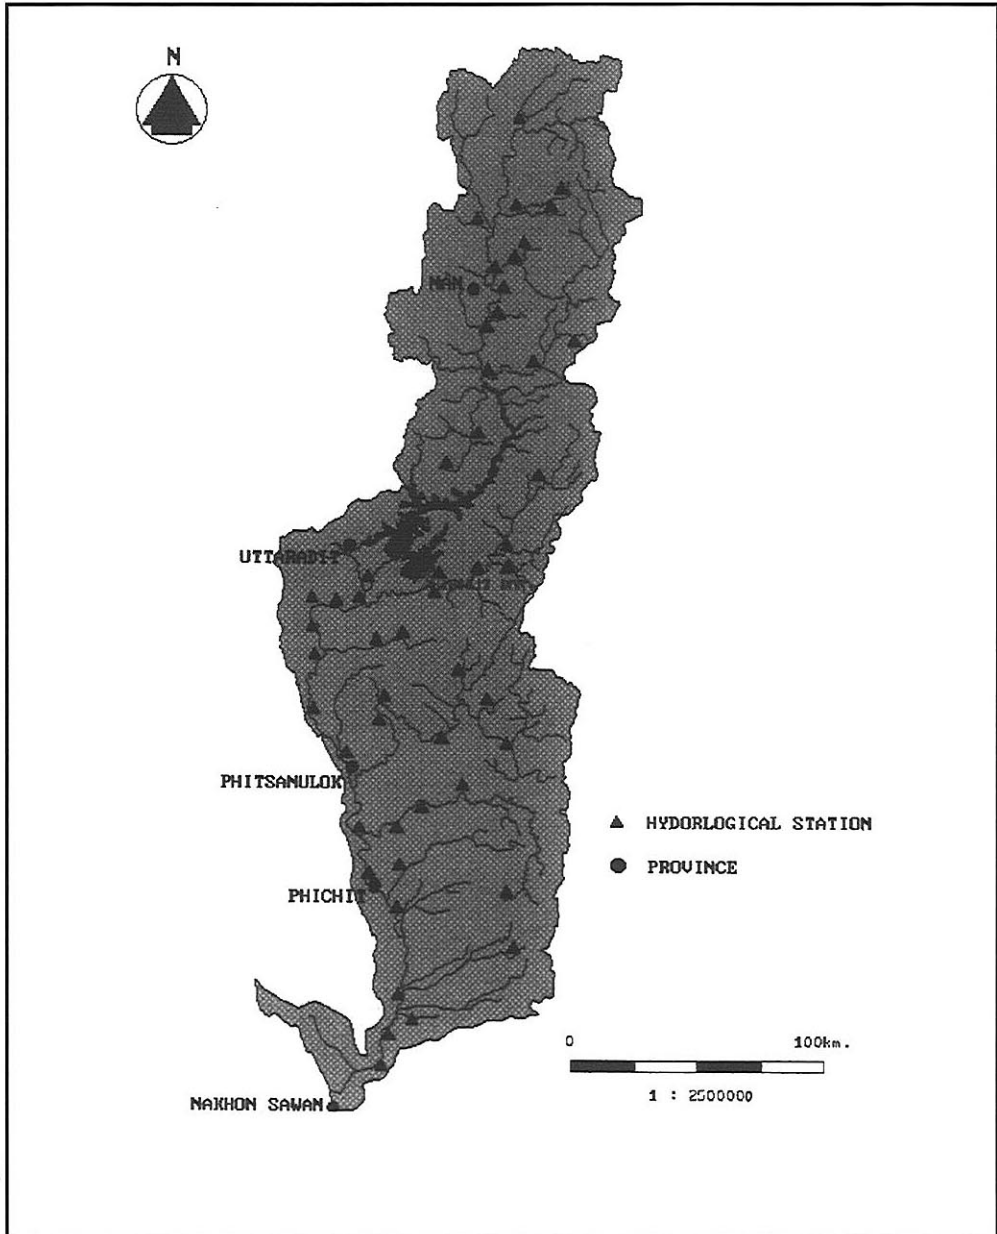 N
NAN
UTTARADIT
PHITSANULOK
▲ HYDORLOGICAL STATION
● PROVINCE
PHICHIT
0 100km.
1 : 2500000
NAKHON SAWAN